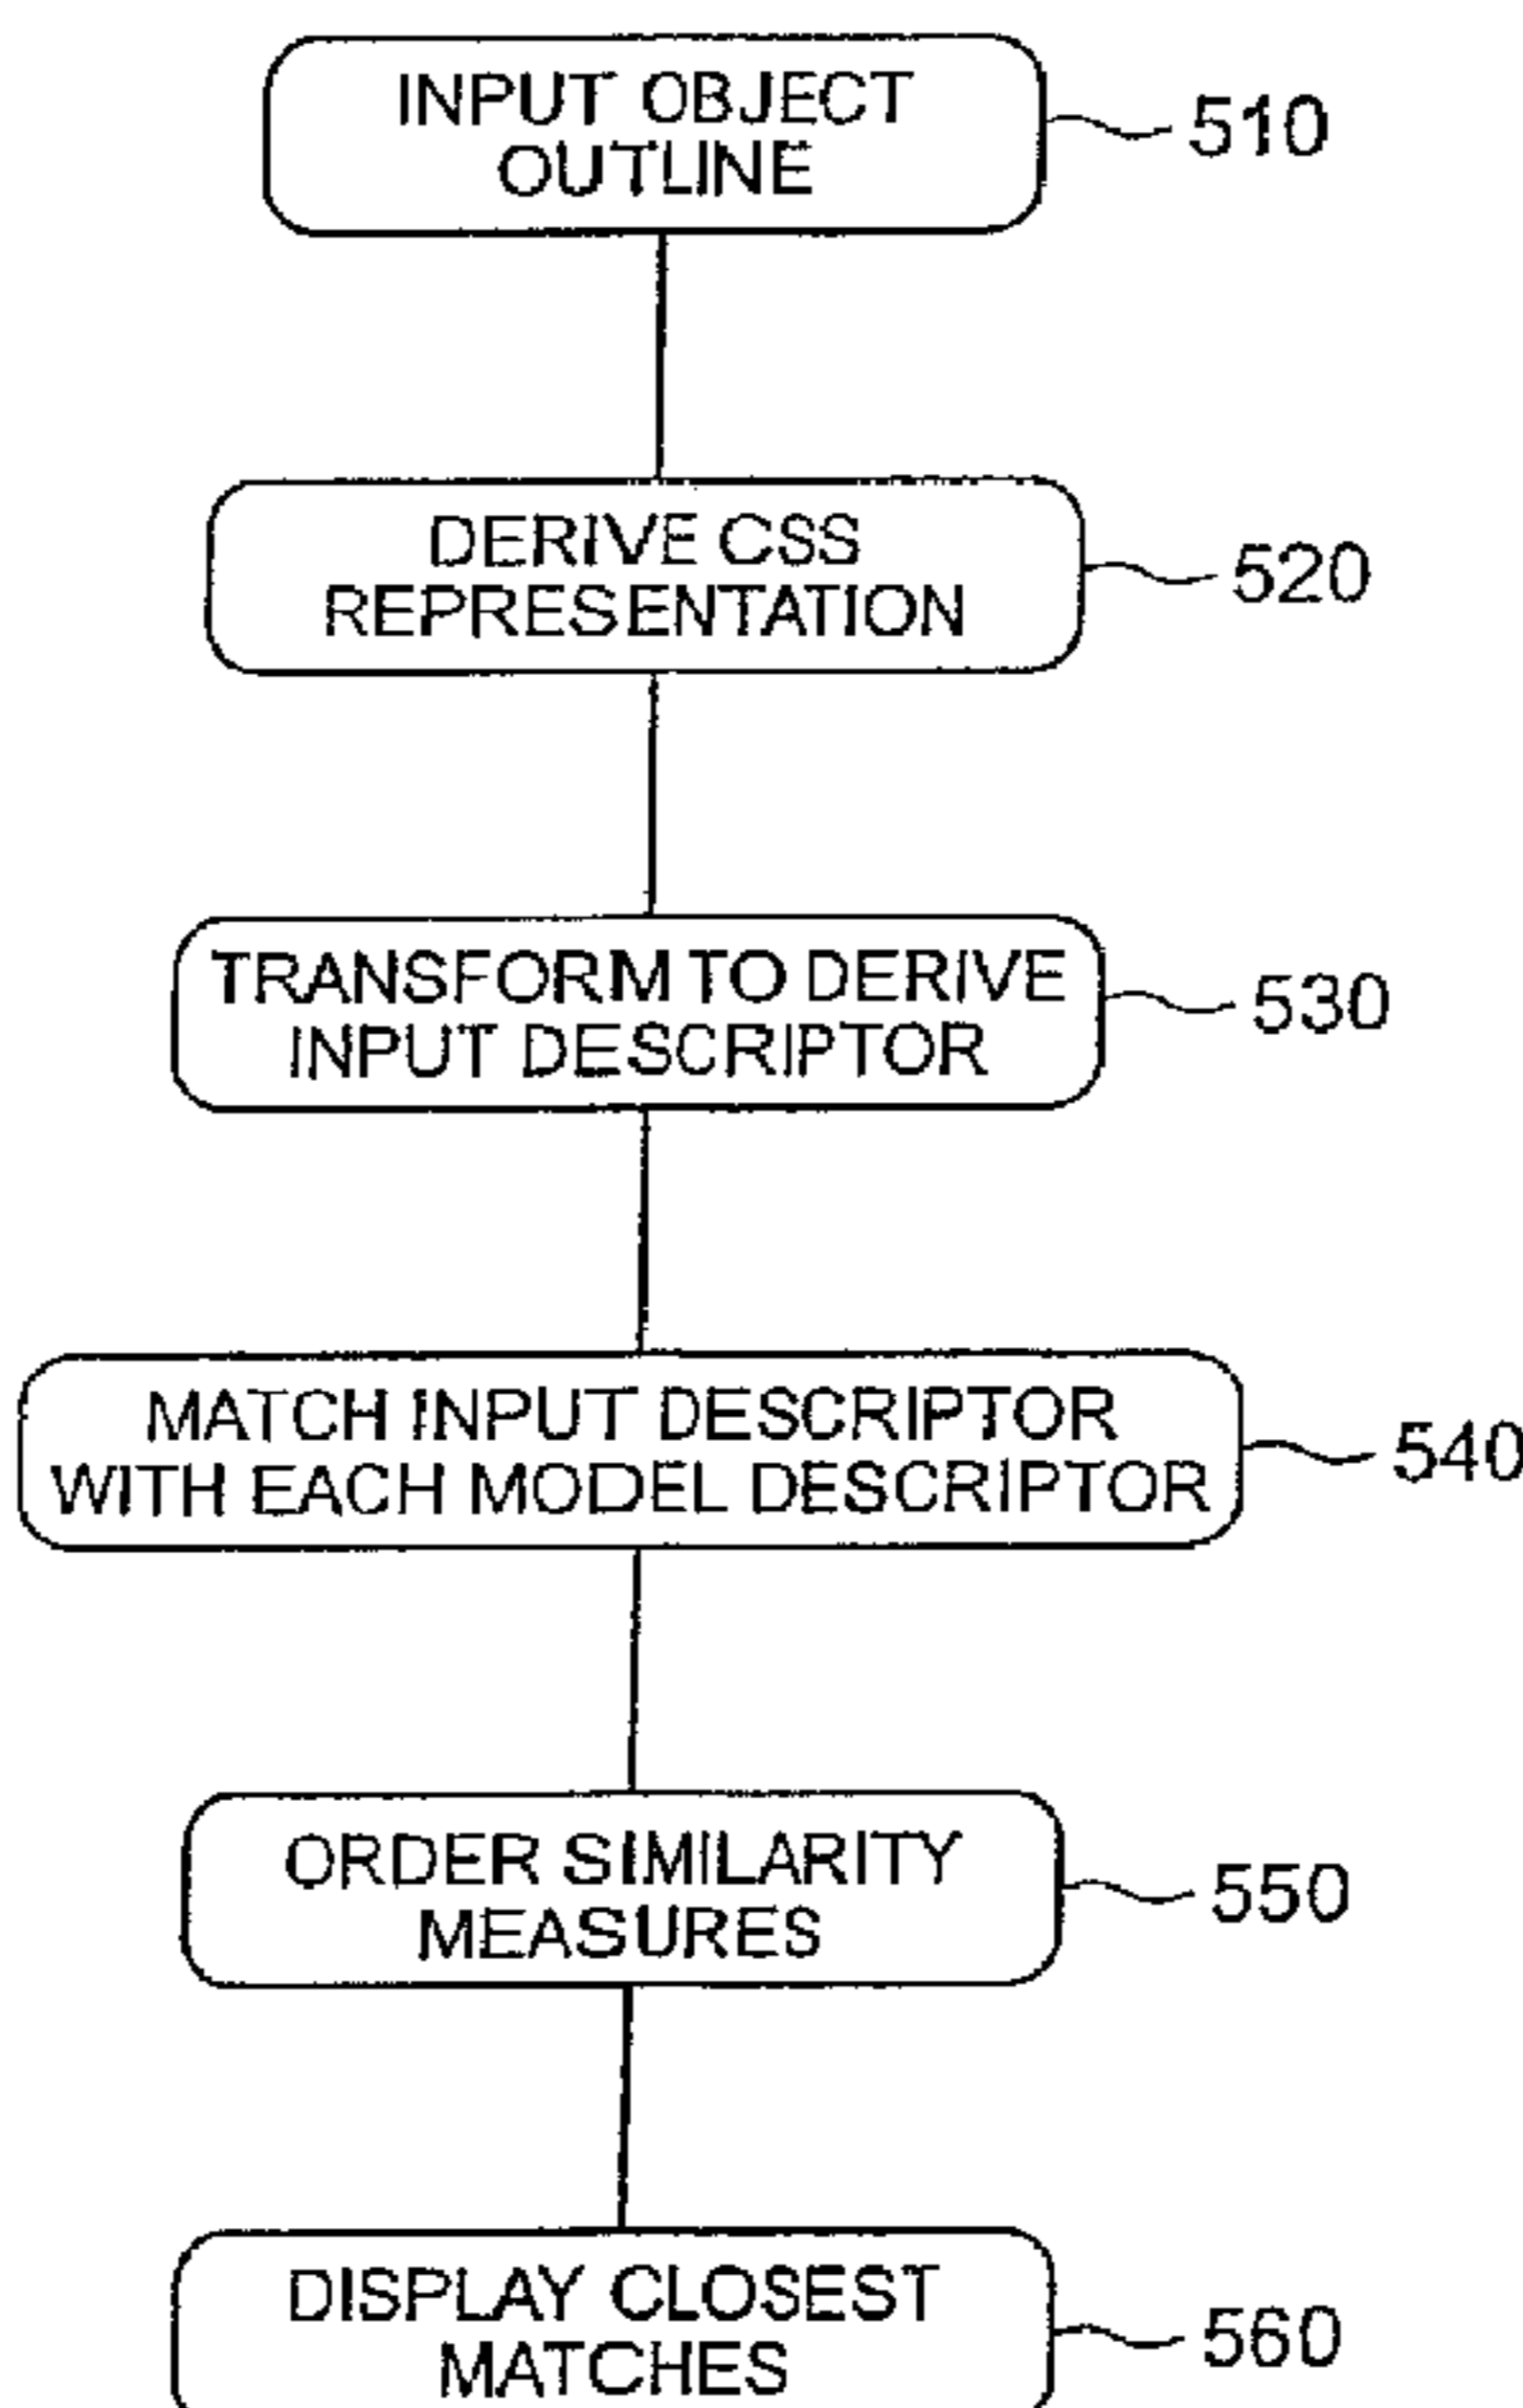 INPUT OBJECT
OUTLINE
510
DERIVE CSS
REPRESENTATION
520
TRANSFORM TO DERIVE
INPUT DESCRIPTOR
530
MATCH INPUT DESCRIPTOR
WITH EACH MODEL DESCRIPTOR
540
ORDER SIMILARITY
MEASURES
550
DISPLAY CLOSEST
MATCHES
560